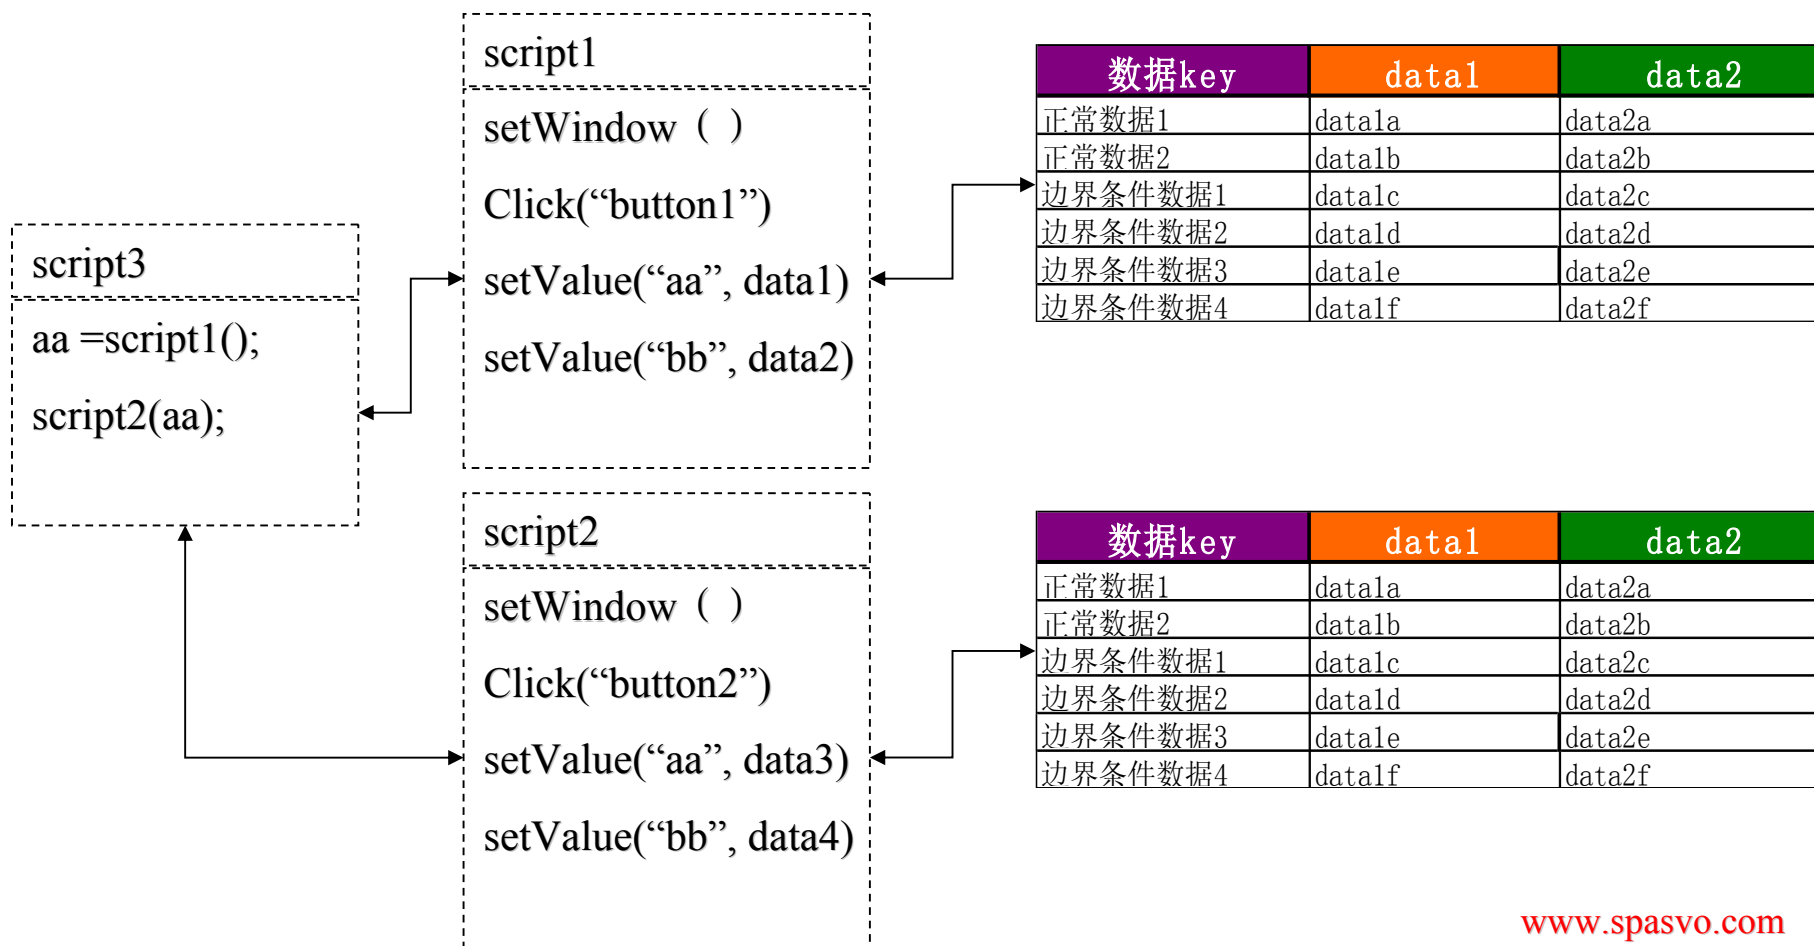 script3
aa =script1();
script2(aa);
script1
setWindow（ ）
Click(“button1”)
setValue(“aa”, data1)
setValue(“bb”, data2)
script2
setWindow（ ）
Click(“button2”)
setValue(“aa”, data3)
setValue(“bb”, data4)
数据key data1 data2
正常数据1 data1a data2a
正常数据2 data1b data2b
边界条件数据1 data1c data2c
边界条件数据2 data1d data2d
边界条件数据3 data1e data2e
边界条件数据4 data1f data2f
数据key data1 data2
正常数据1 data1a data2a
正常数据2 data1b data2b
边界条件数据1 data1c data2c
边界条件数据2 data1d data2d
边界条件数据3 data1e data2e
边界条件数据4 data1f data2f
www.spasvo.com